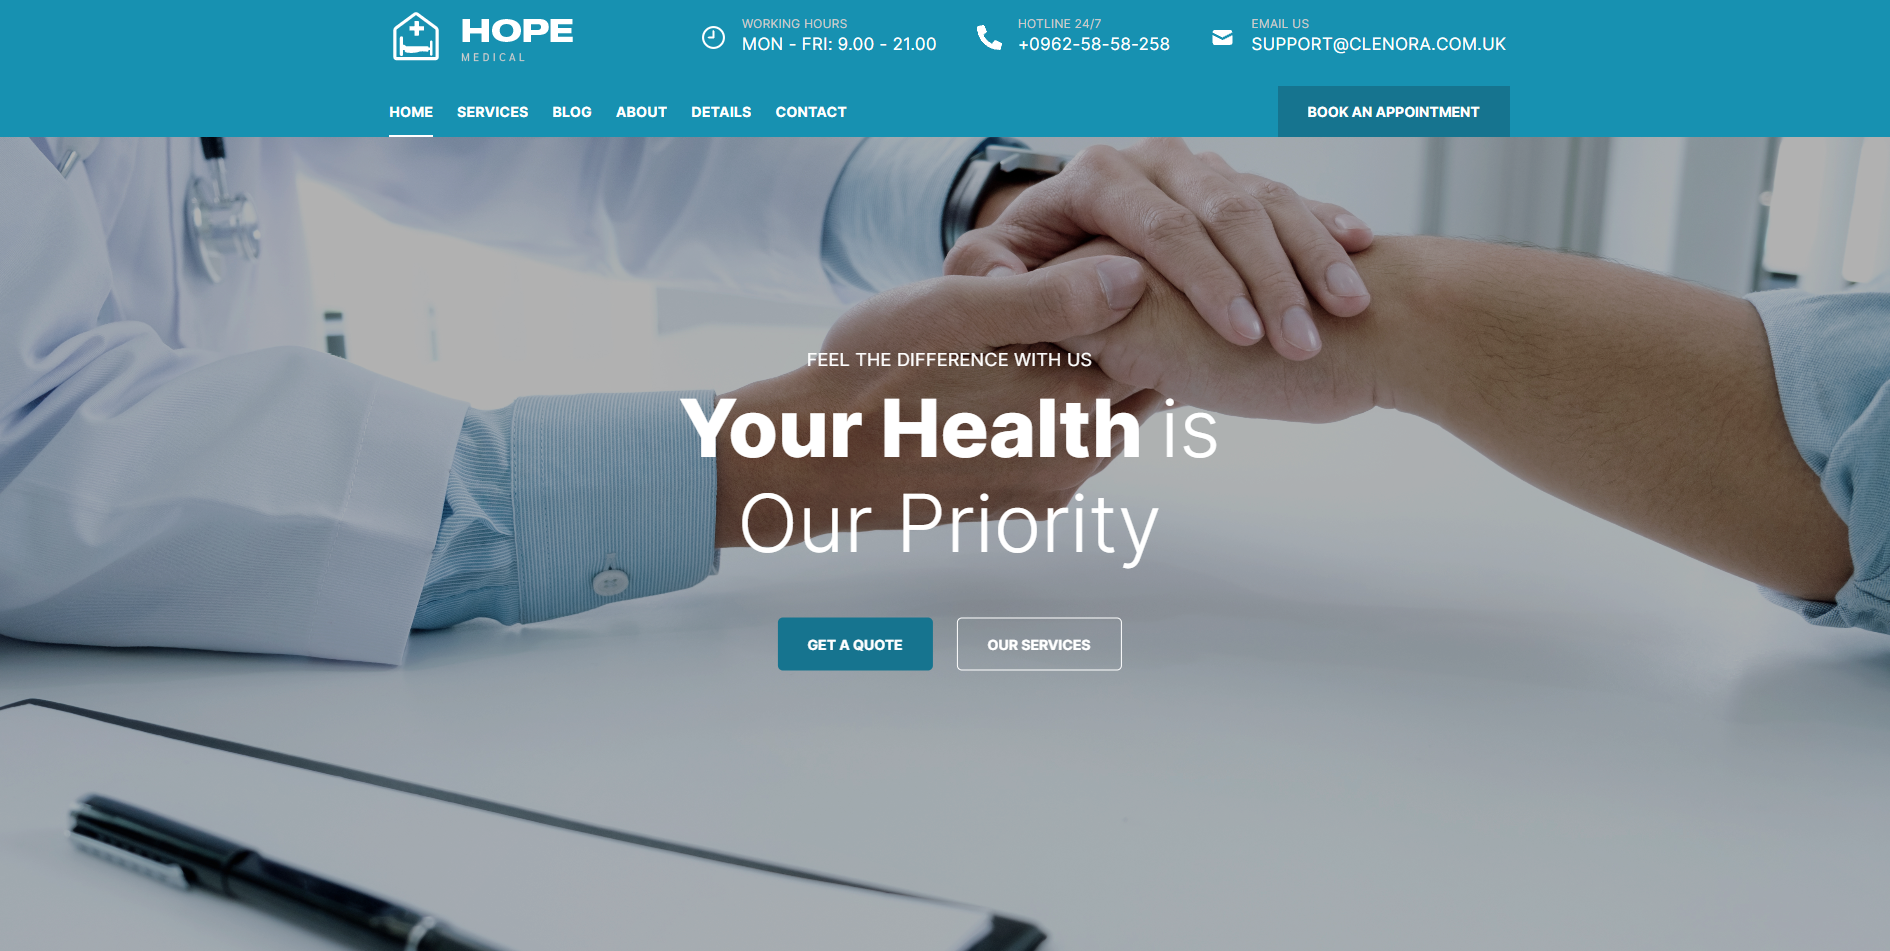 HOPE
MEDICAL
WORKING HOURS
MON - FRI: 9.00 - 21.00
HOTLINE 24/7
+0962-58-58-258
EMAIL US
SUPPORT@CLENORA.COM.UK
HOME SERVICES BLOG ABOUT DETAILS CONTACT
BOOK AN APPOINTMENT
FEEL THE DIFFERENCE WITH US
Your Health is
Our Priority
GET A QUOTE
OUR SERVICES